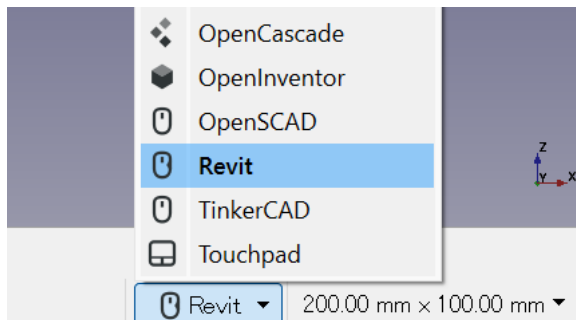 OpenCascade
OpenInventor
OpenSCAD
Revit
Z
Y X
TinkerCAD
Touchpad
Revit 200.00 mm × 100.00 mm